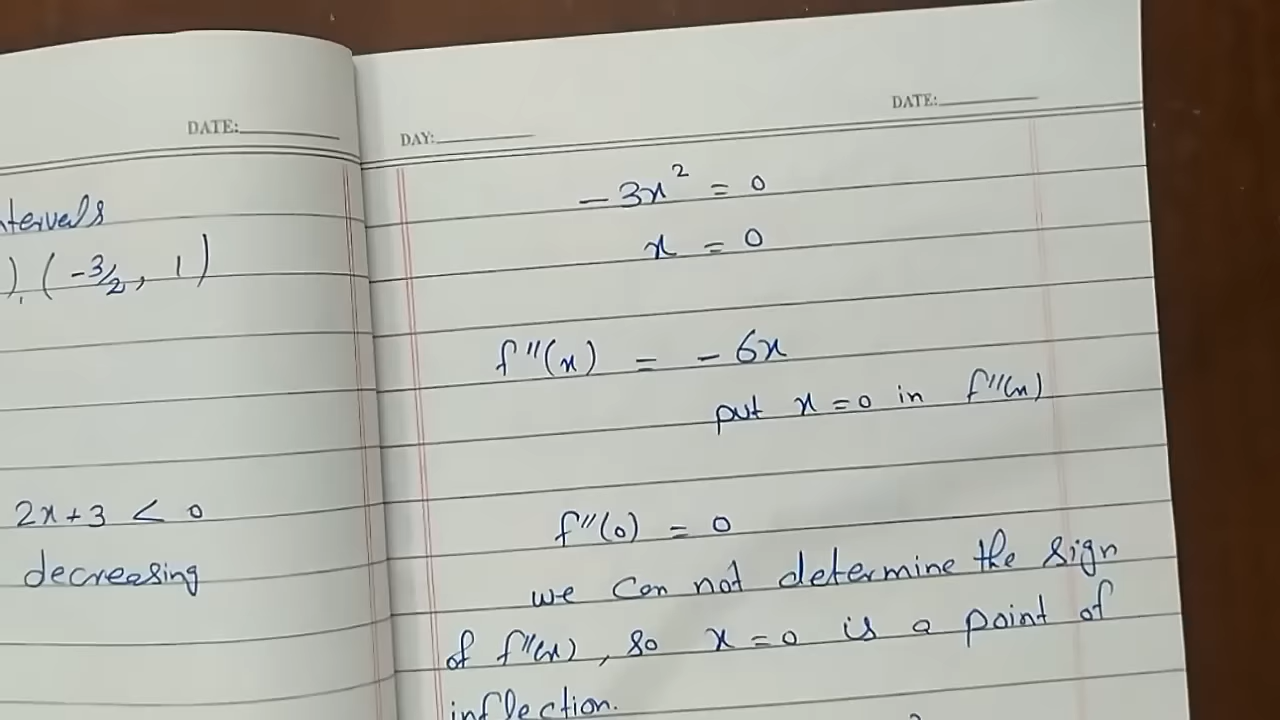 DATE:
ntervals
), (-3/2, 1)
2x+3 < 0
decreasing
DAY: DATE:
-3x² = 0
x = 0
f''(x) = -6x
put x=0 in f''(x)
f''(0) = 0
we can not determine the sign
of f''(x), so x=0 is a point of
inflection.